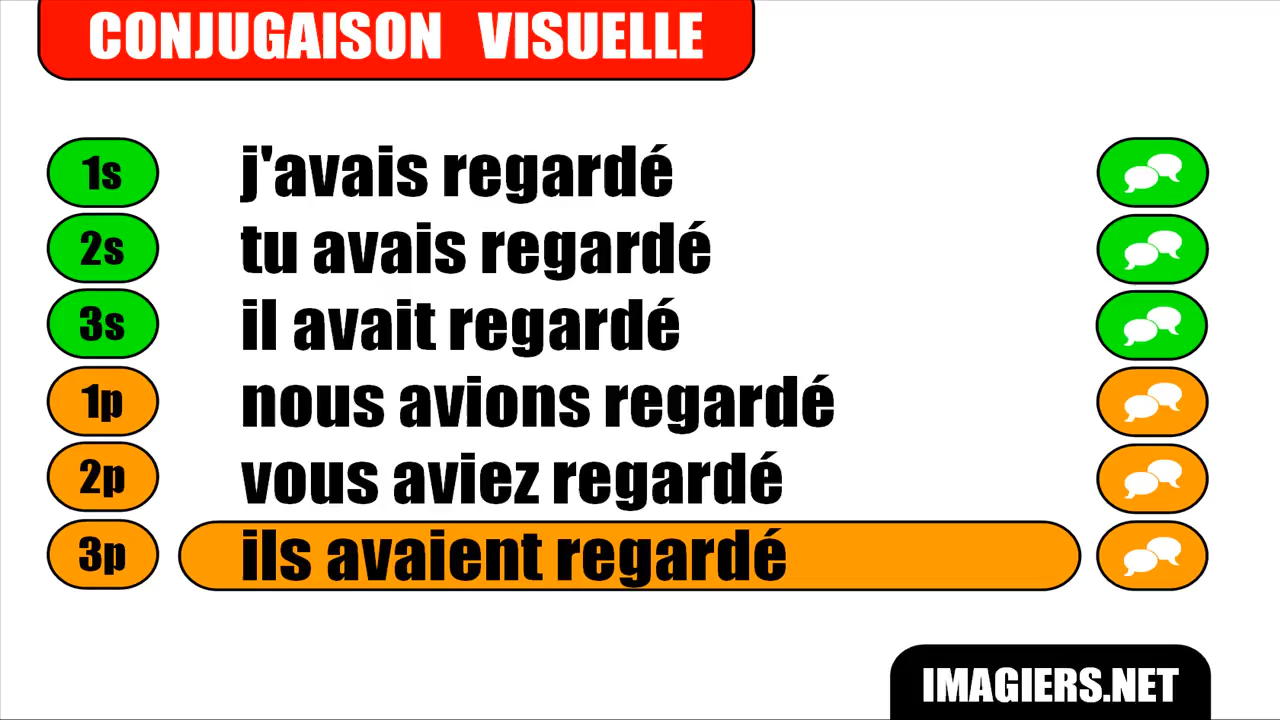 CONJUGAISON VISUELLE
1s j'avais regardé
2s tu avais regardé
3s il avait regardé
1p nous avions regardé
2p vous aviez regardé
3p ils avaient regardé
IMAGIERS.NET